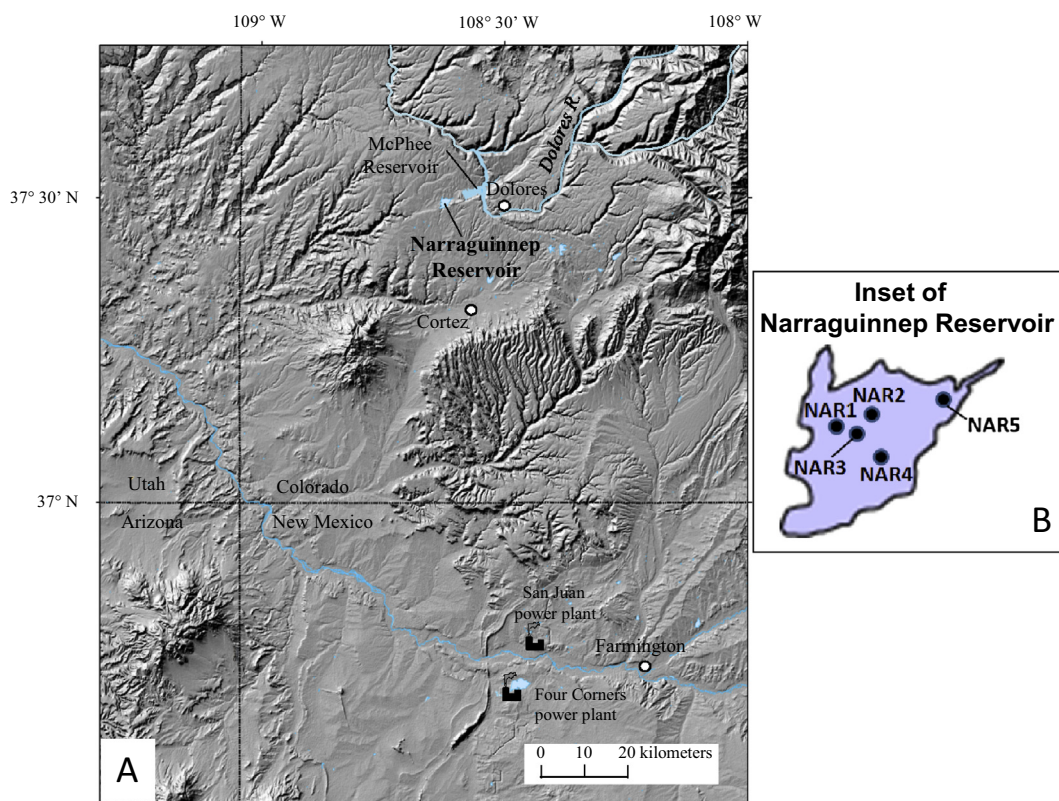 109° W
108° 30' W
108° W
McPhee
Reservoir
Dolores R.
37° 30' N
Dolores
Narraguinnep
Reservoir
Cortez
Utah
Colorado
37° N
Arizona
New Mexico
San Juan
power plant
Farmington
Four Corners
power plant
0 10 20 kilometers
A
Inset of
Narraguinnep Reservoir
NAR1
NAR2
NAR5
NAR3
NAR4
B